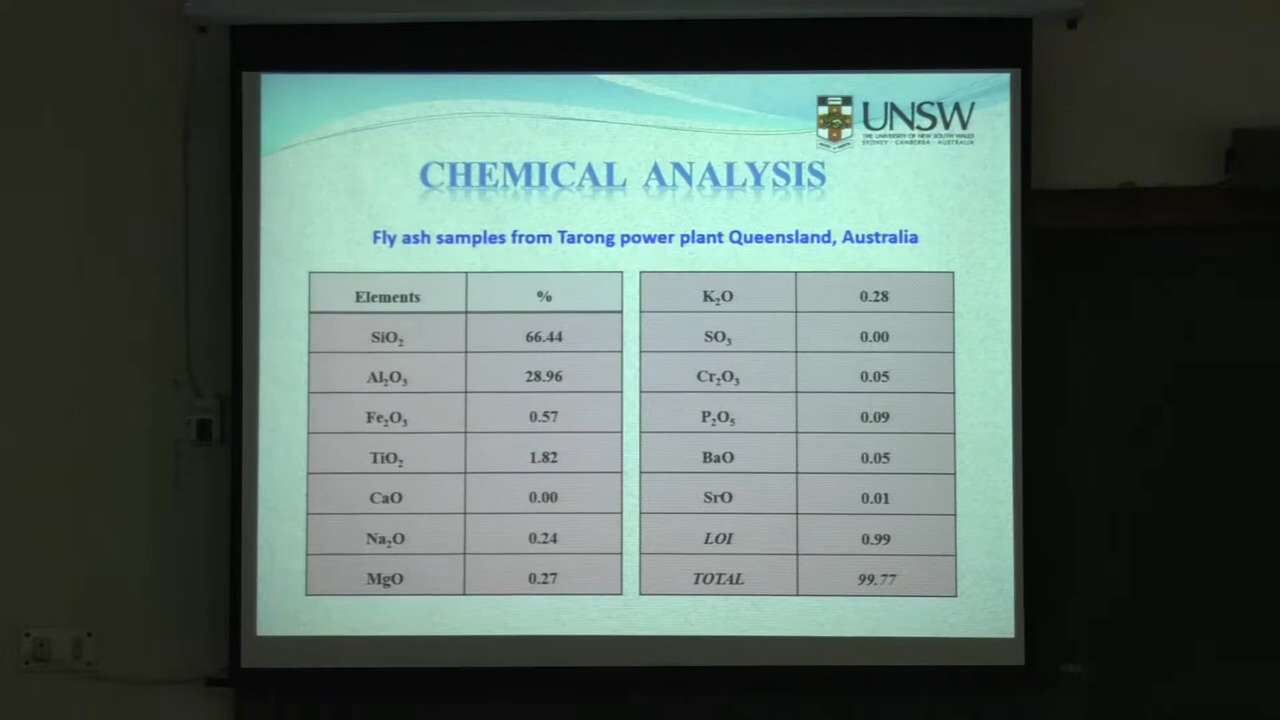 UNSW
THE UNIVERSITY OF NEW SOUTH WALES
SYDNEY · CANBERRA · AUSTRALIA
CHEMICAL ANALYSIS
Fly ash samples from Tarong power plant Queensland, Australia
Elements %
SiO₂ 66.44
Al₂O₃ 28.96
Fe₂O₃ 0.57
TiO₂ 1.82
CaO 0.00
Na₂O 0.24
MgO 0.27
K₂O 0.28
SO₃ 0.00
Cr₂O₃ 0.05
P₂O₅ 0.09
BaO 0.05
SrO 0.01
LOI 0.99
TOTAL 99.77